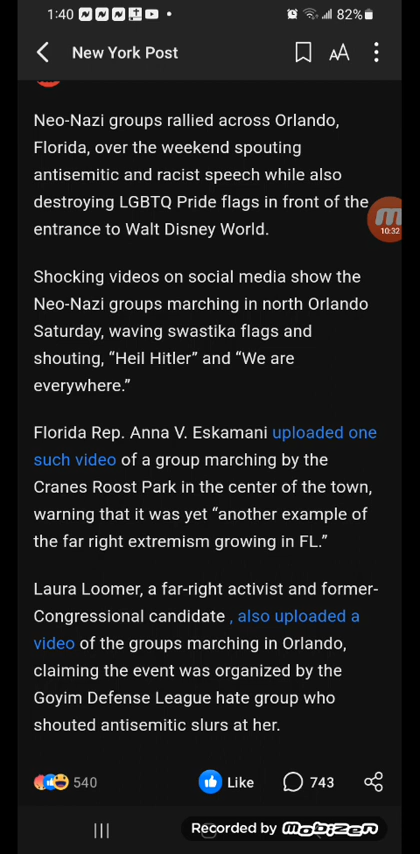 1:40 82%
New York Post AA
Neo-Nazi groups rallied across Orlando,
Florida, over the weekend spouting
antisemitic and racist speech while also
destroying LGBTQ Pride flags in front of the
entrance to Walt Disney World.
10:32
Shocking videos on social media show the
Neo-Nazi groups marching in north Orlando
Saturday, waving swastika flags and
shouting, “Heil Hitler” and “We are
everywhere.”
Florida Rep. Anna V. Eskamani uploaded one
such video of a group marching by the
Cranes Roost Park in the center of the town,
warning that it was yet “another example of
the far right extremism growing in FL.”
Laura Loomer, a far-right activist and former-
Congressional candidate , also uploaded a
video of the groups marching in Orlando,
claiming the event was organized by the
Goyim Defense League hate group who
shouted antisemitic slurs at her.
540 Like 743
Recorded by mobizen